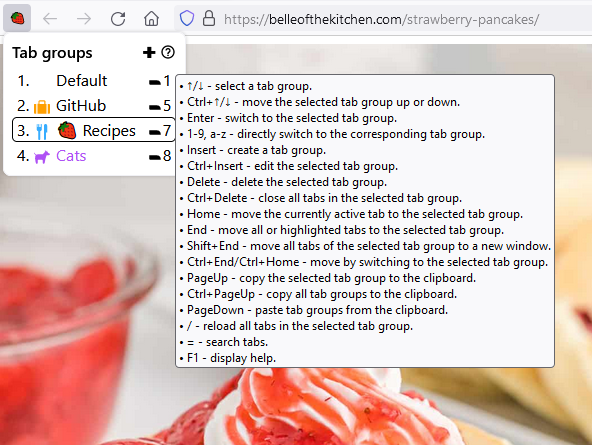 https://belleofthekitchen.com/strawberry-pancakes/
Tab groups
1. Default 1
2. GitHub 5
3. Recipes 7
4. Cats 8
• ↑/↓ - select a tab group.
• Ctrl+↑/↓ - move the selected tab group up or down.
• Enter - switch to the selected tab group.
• 1-9, a-z - directly switch to the corresponding tab group.
• Insert - create a tab group.
• Ctrl+Insert - edit the selected tab group.
• Delete - delete the selected tab group.
• Ctrl+Delete - close all tabs in the selected tab group.
• Home - move the currently active tab to the selected tab group.
• End - move all or highlighted tabs to the selected tab group.
• Shift+End - move all tabs of the selected tab group to a new window.
• Ctrl+End/Ctrl+Home - move by switching to the selected tab group.
• PageUp - copy the selected tab group to the clipboard.
• Ctrl+PageUp - copy all tab groups to the clipboard.
• PageDown - paste tab groups from the clipboard.
• / - reload all tabs in the selected tab group.
• = - search tabs.
• F1 - display help.